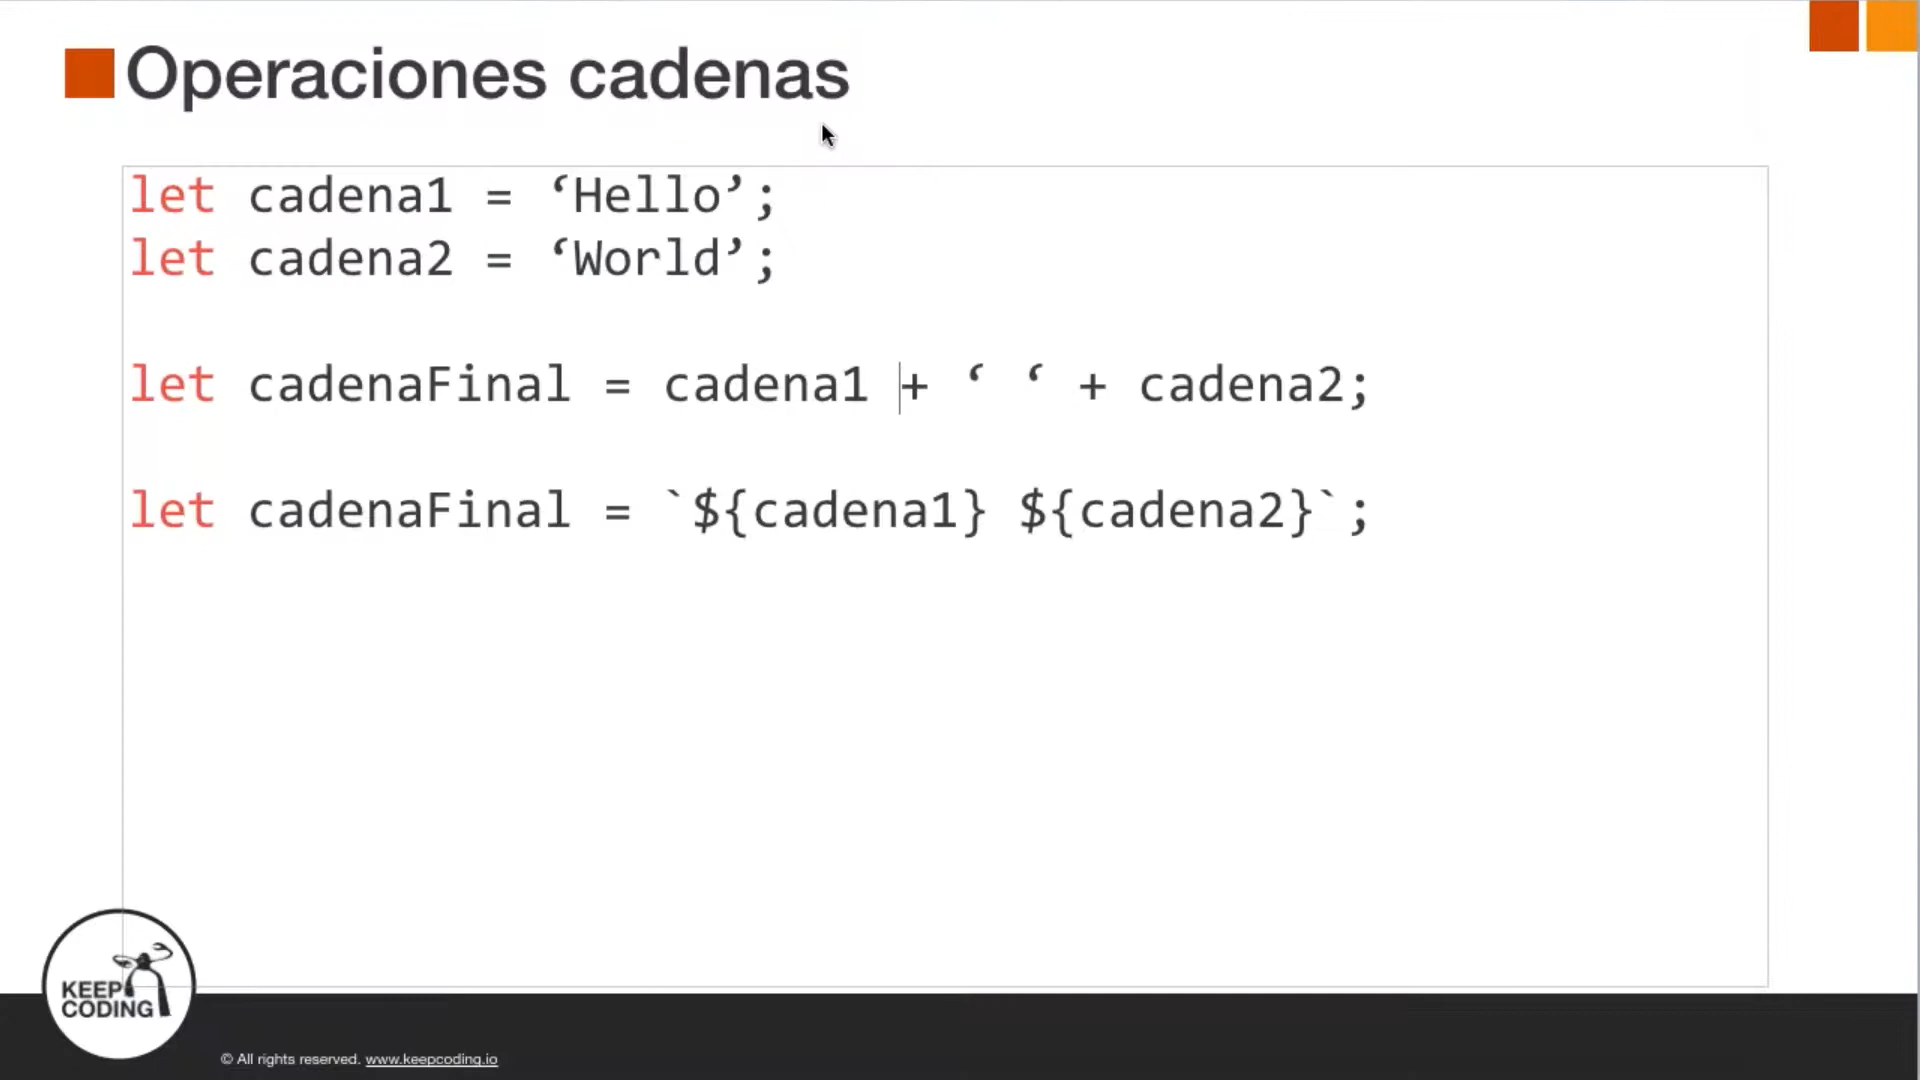 Operaciones cadenas
let cadena1 = ‘Hello’;
let cadena2 = ‘World’;
let cadenaFinal = cadena1 + ‘ ‘ + cadena2;
let cadenaFinal = `${cadena1} ${cadena2}`;
KEEP
CODING
© All rights reserved. www.keepcoding.io